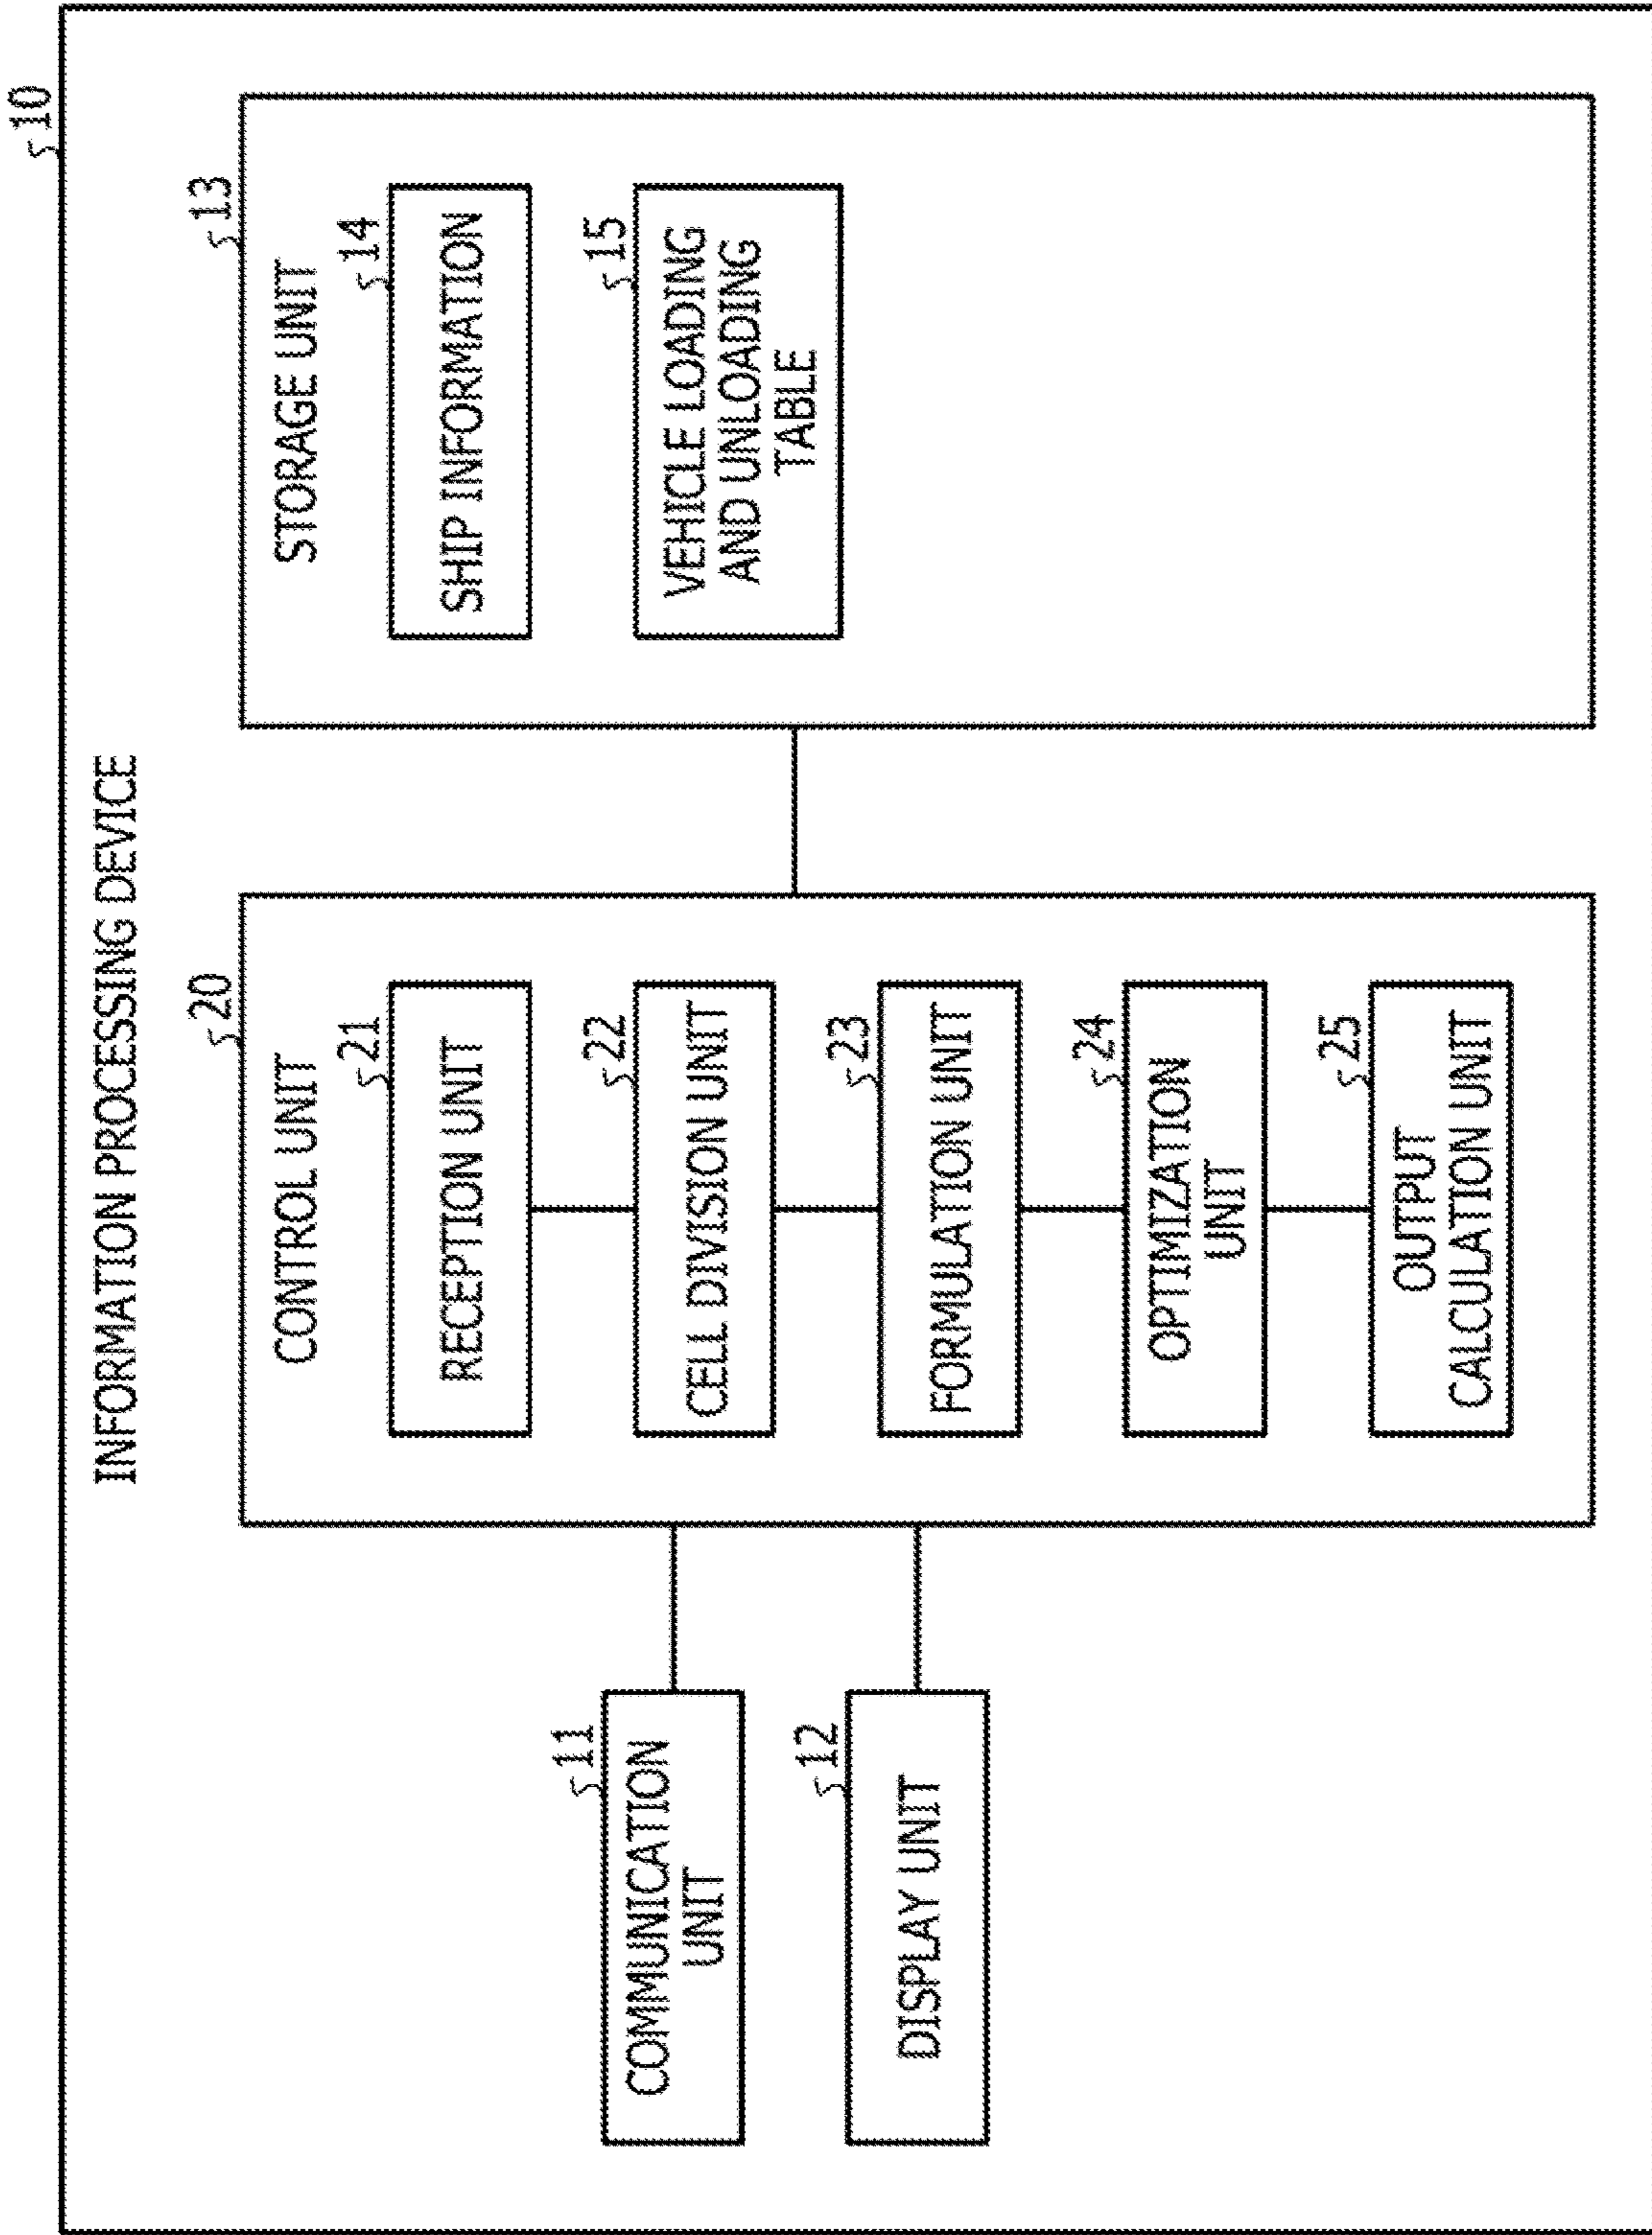 10
INFORMATION PROCESSING DEVICE
11
COMMUNICATION
UNIT
12
DISPLAY UNIT
20
CONTROL UNIT
21
RECEPTION UNIT
22
CELL DIVISION UNIT
23
FORMULATION UNIT
24
OPTIMIZATION
UNIT
25
OUTPUT
CALCULATION UNIT
13
STORAGE UNIT
14
SHIP INFORMATION
15
VEHICLE LOADING
AND UNLOADING
TABLE